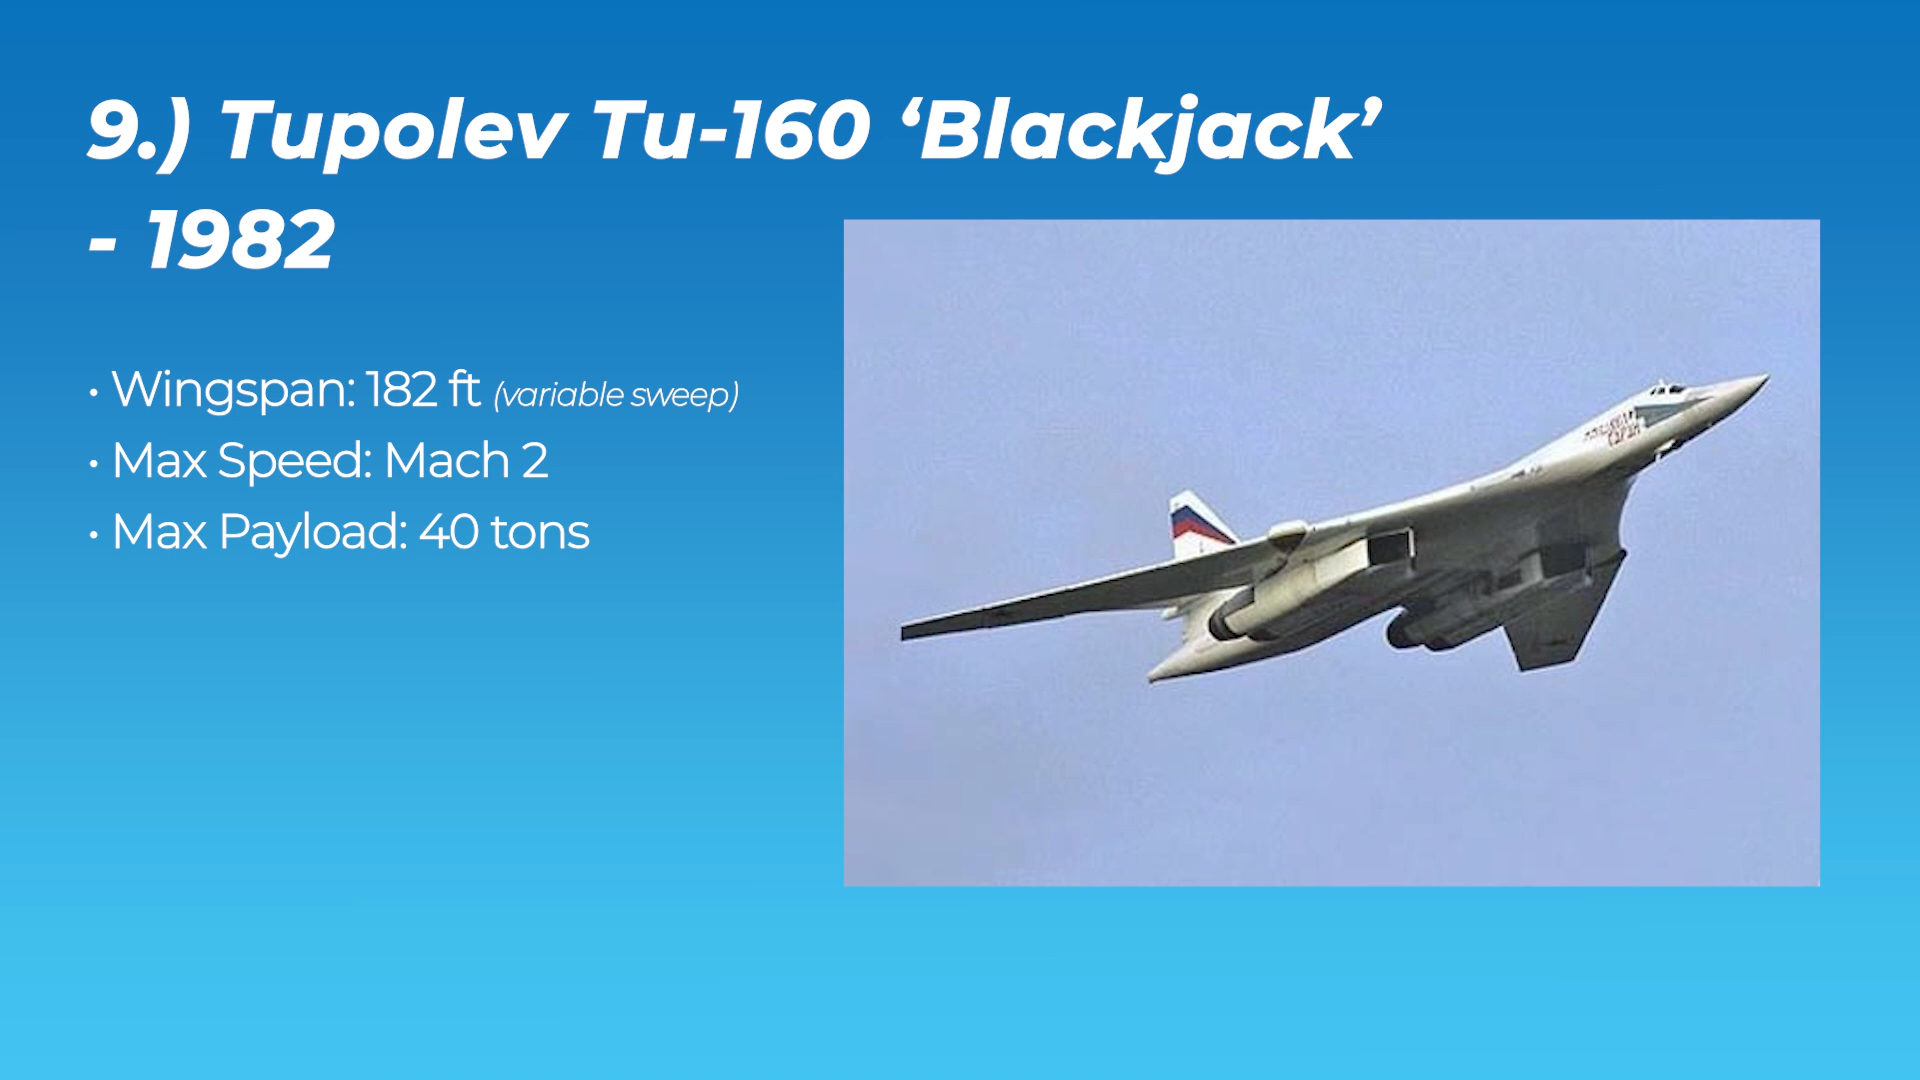 9.) Tupolev Tu-160 ‘Blackjack’
- 1982
• Wingspan: 182 ft (variable sweep)
• Max Speed: Mach 2
• Max Payload: 40 tons